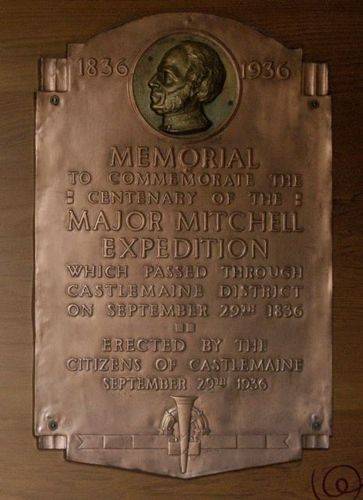 1836 1936
MEMORIAL
TO COMMEMORATE THE
: CENTENARY OF THE :
MAJOR MITCHELL
EXPEDITION
WHICH PASSED THROUGH
CASTLEMAINE DISTRICT
ON SEPTEMBER 29TH 1836
ERECTED BY THE
CITIZENS OF CASTLEMAINE
SEPTEMBER 29TH 1936